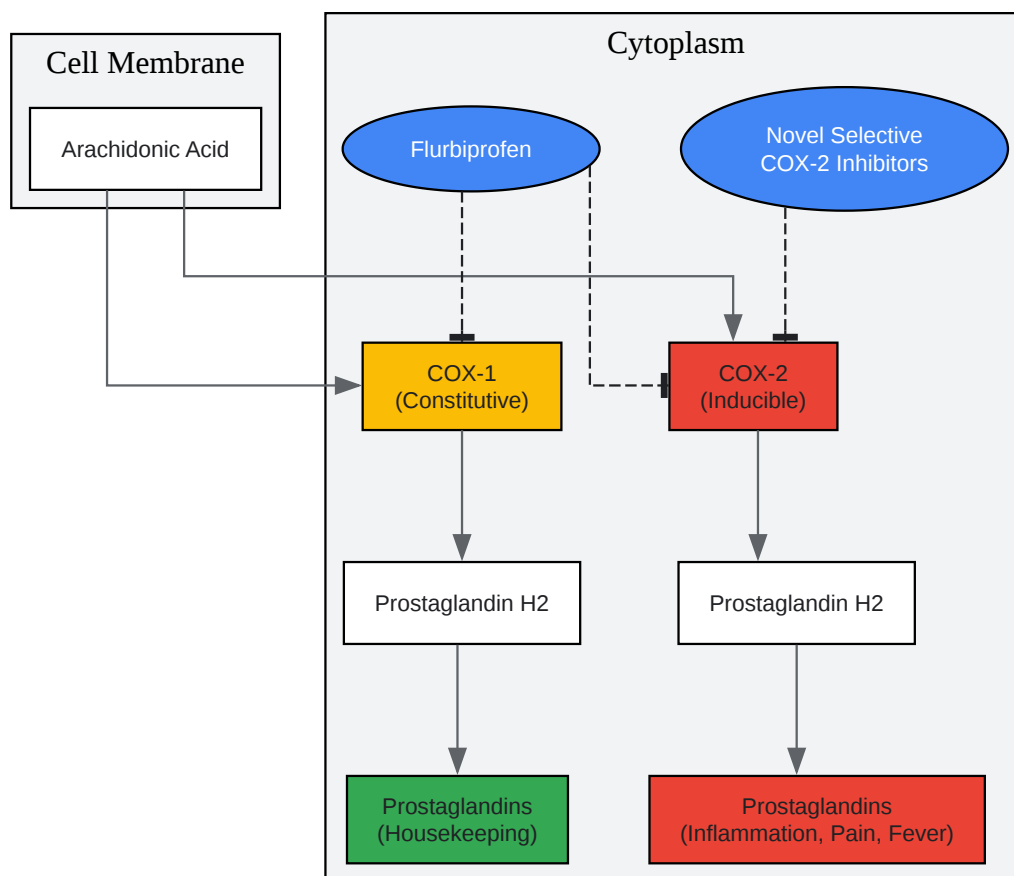 Cell Membrane
Arachidonic Acid
Cytoplasm
Flurbiprofen
Novel Selective
COX-2 Inhibitors
COX-1
(Constitutive)
COX-2
(Inducible)
Prostaglandin H2
Prostaglandin H2
Prostaglandins
(Housekeeping)
Prostaglandins
(Inflammation, Pain, Fever)